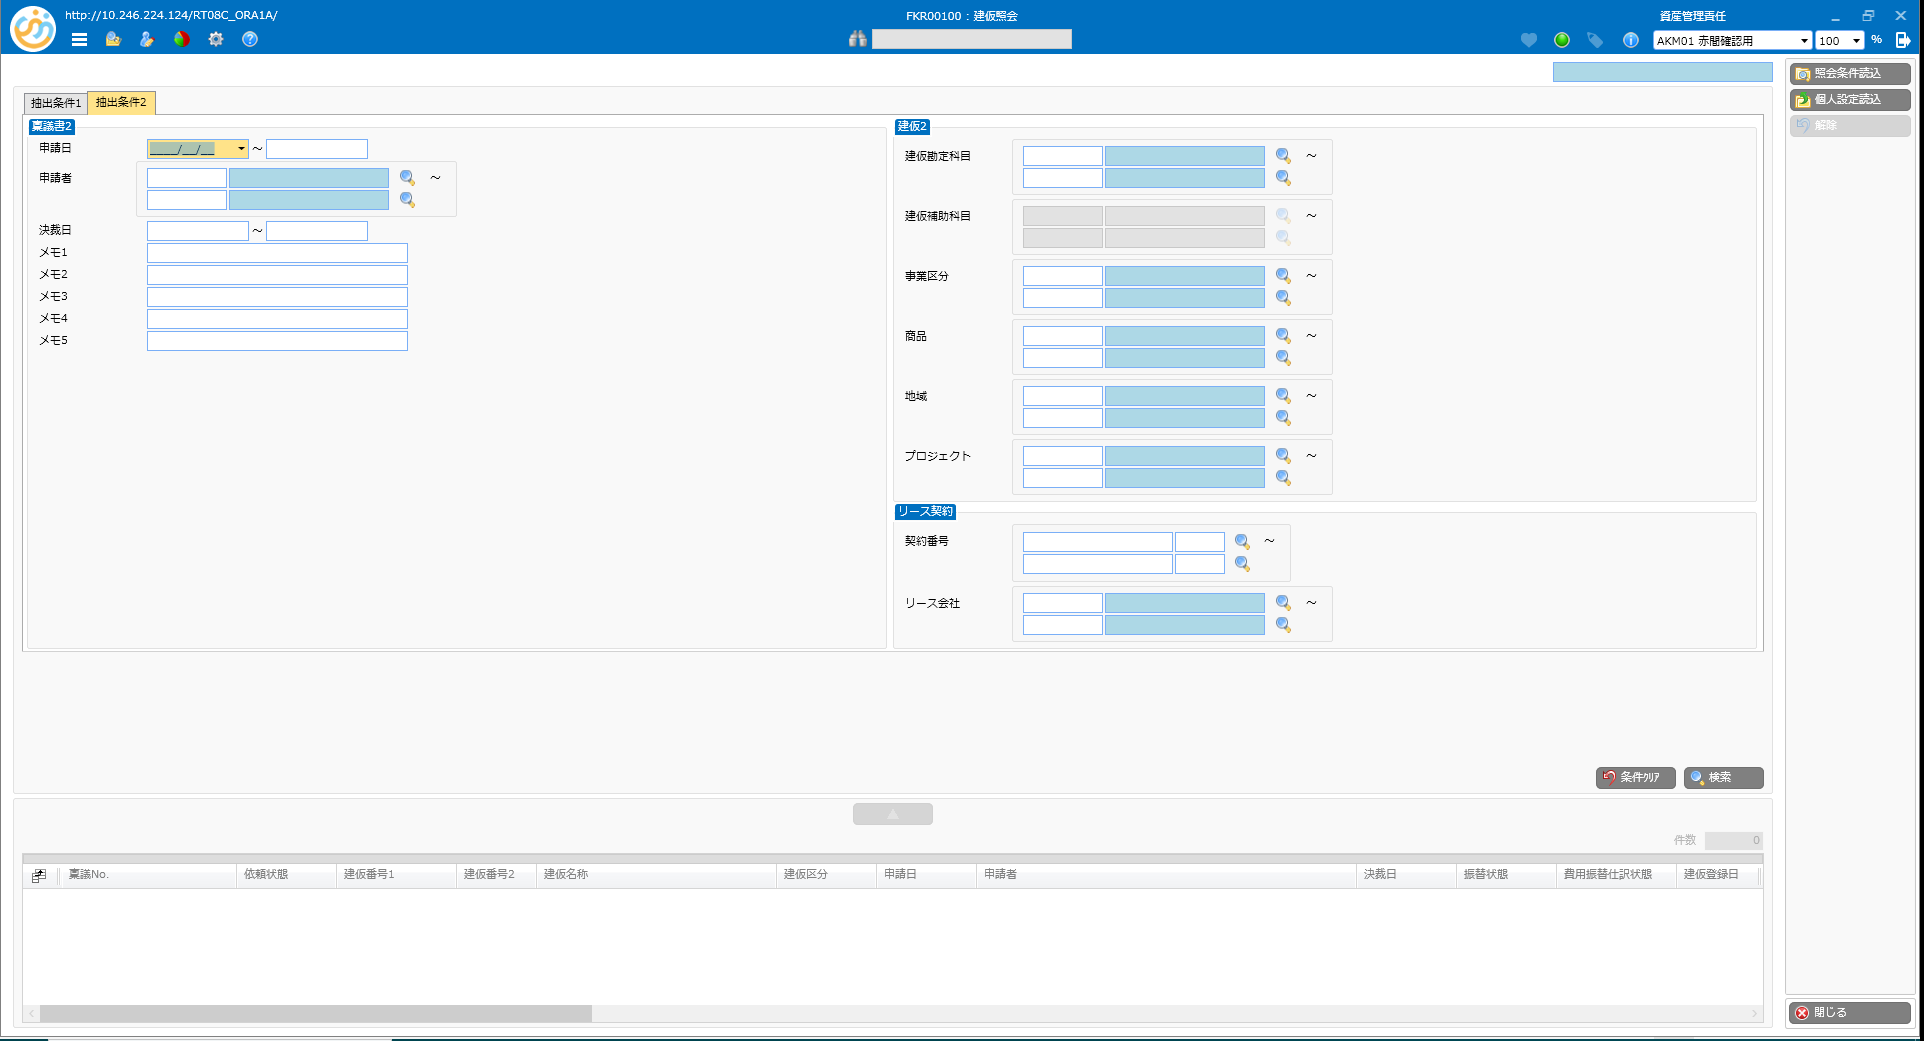 http://10.246.224.124/RT08C_ORA1A/
FKR00100：建仮照会
資産管理責任
AKM01 赤間確認用
100
%
照会条件読込
個人設定読込
解除
抽出条件1
抽出条件2
稟議書2
申請日
____/__/__
～
申請者
～
決裁日
～
メモ1
メモ2
メモ3
メモ4
メモ5
建仮2
建仮勘定科目
～
建仮補助科目
～
事業区分
～
商品
～
地域
～
プロジェクト
～
リース契約
契約番号
～
リース会社
～
条件ｸﾘｱ
検索
件数
0
稟議No.
依頼状態
建仮番号1
建仮番号2
建仮名称
建仮区分
申請日
申請者
決裁日
振替状態
費用振替仕訳状態
建仮登録日
閉じる